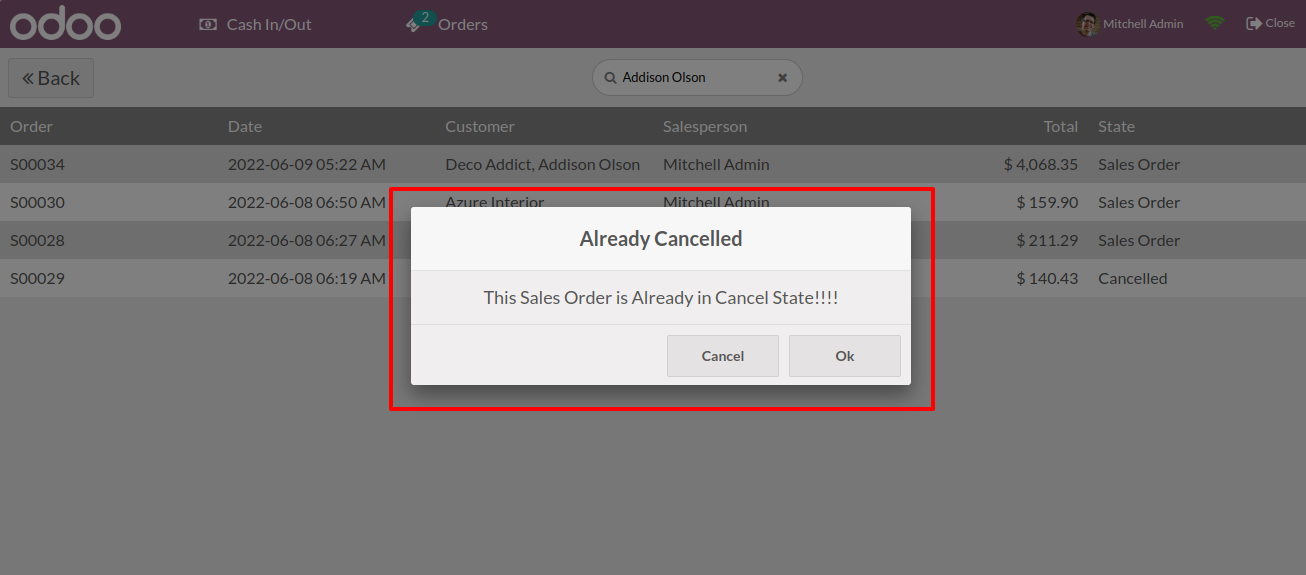 odoo Cash In/Out 2 Orders Mitchell Admin Close
« Back Addison Olson
Order Date Customer Salesperson Total State
S00034 2022-06-09 05:22 AM Deco Addict, Addison Olson Mitchell Admin $ 4,068.35 Sales Order
S00030 2022-06-08 06:50 AM Azure Interior Mitchell Admin $ 159.90 Sales Order
S00028 2022-06-08 06:27 AM $ 211.29 Sales Order
S00029 2022-06-08 06:19 AM $ 140.43 Cancelled
Already Cancelled
This Sales Order is Already in Cancel State!!!!
Cancel Ok